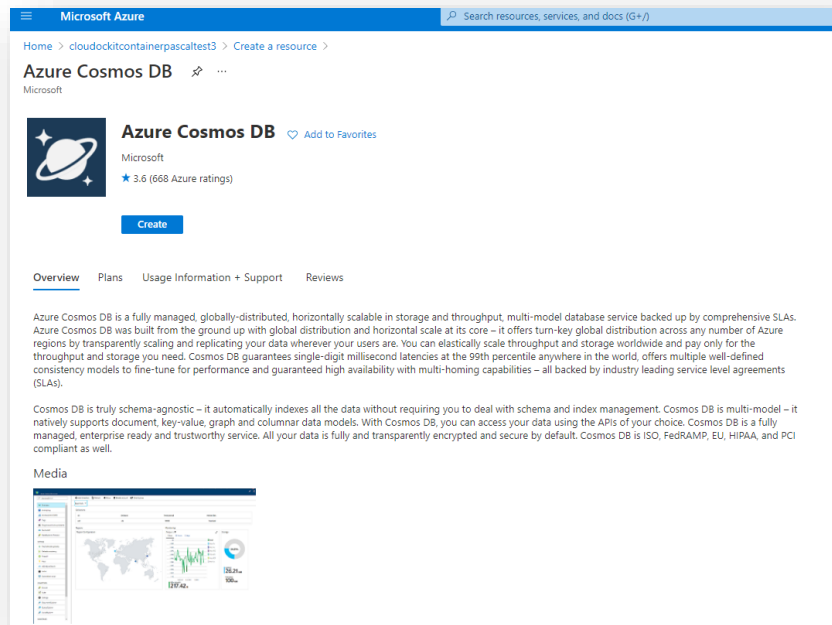 Microsoft Azure
Search resources, services, and docs (G+/)
Home > cloudockitcontainerpascaltest3 > Create a resource >
Azure Cosmos DB ...
Microsoft
Azure Cosmos DB
Add to Favorites
Microsoft
3.6 (668 Azure ratings)
Create
Overview Plans Usage Information + Support Reviews
Azure Cosmos DB is a fully managed, globally-distributed, horizontally scalable in storage and throughput, multi-model database service backed up by comprehensive SLAs.
Azure Cosmos DB was built from the ground up with global distribution and horizontal scale at its core – it offers turn-key global distribution across any number of Azure
regions by transparently scaling and replicating your data wherever your users are. You can elastically scale throughput and storage worldwide and pay only for the
throughput and storage you need. Cosmos DB guarantees single-digit millisecond latencies at the 99th percentile anywhere in the world, offers multiple well-defined
consistency models to fine-tune for performance and guaranteed high availability with multi-homing capabilities – all backed by industry leading service level agreements
(SLAs).
Cosmos DB is truly schema-agnostic – it automatically indexes all the data without requiring you to deal with schema and index management. Cosmos DB is multi-model – it
natively supports document, key-value, graph and columnar data models. With Cosmos DB, you can access your data using the APIs of your choice. Cosmos DB is a fully
managed, enterprise ready and trustworthy service. All your data is fully and transparently encrypted and secure by default. Cosmos DB is ISO, FedRAMP, EU, HIPAA, and PCI
compliant as well.
Media